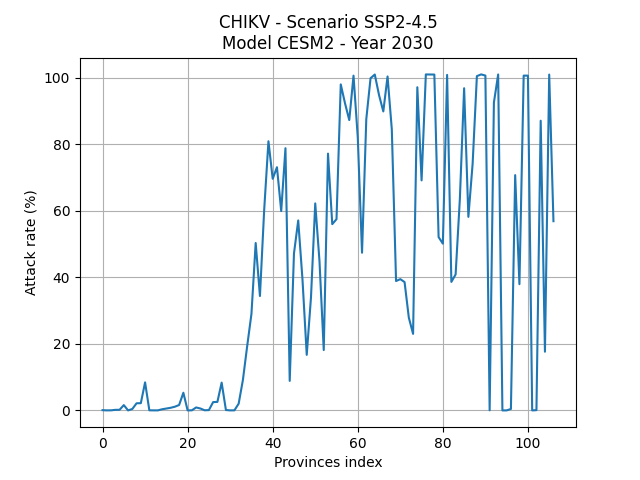 CHIKV - Scenario SSP2-4.5
Model CESM2 - Year 2030
100
80
60
40
20
0
Attack rate (%)
0 20 40 60 80 100
Provinces index